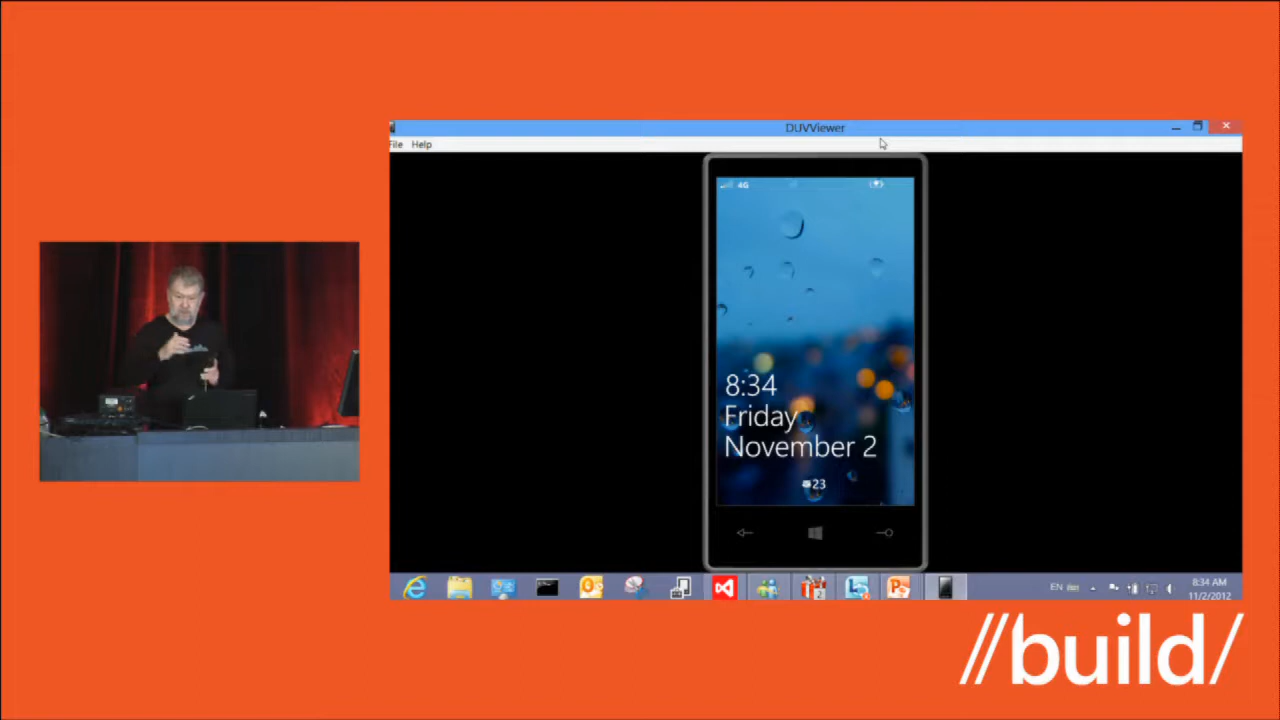 DUVViewer
File Help
4G
8:34
Friday
November 2
23
EN
8:34 AM
11/2/2012
//build/